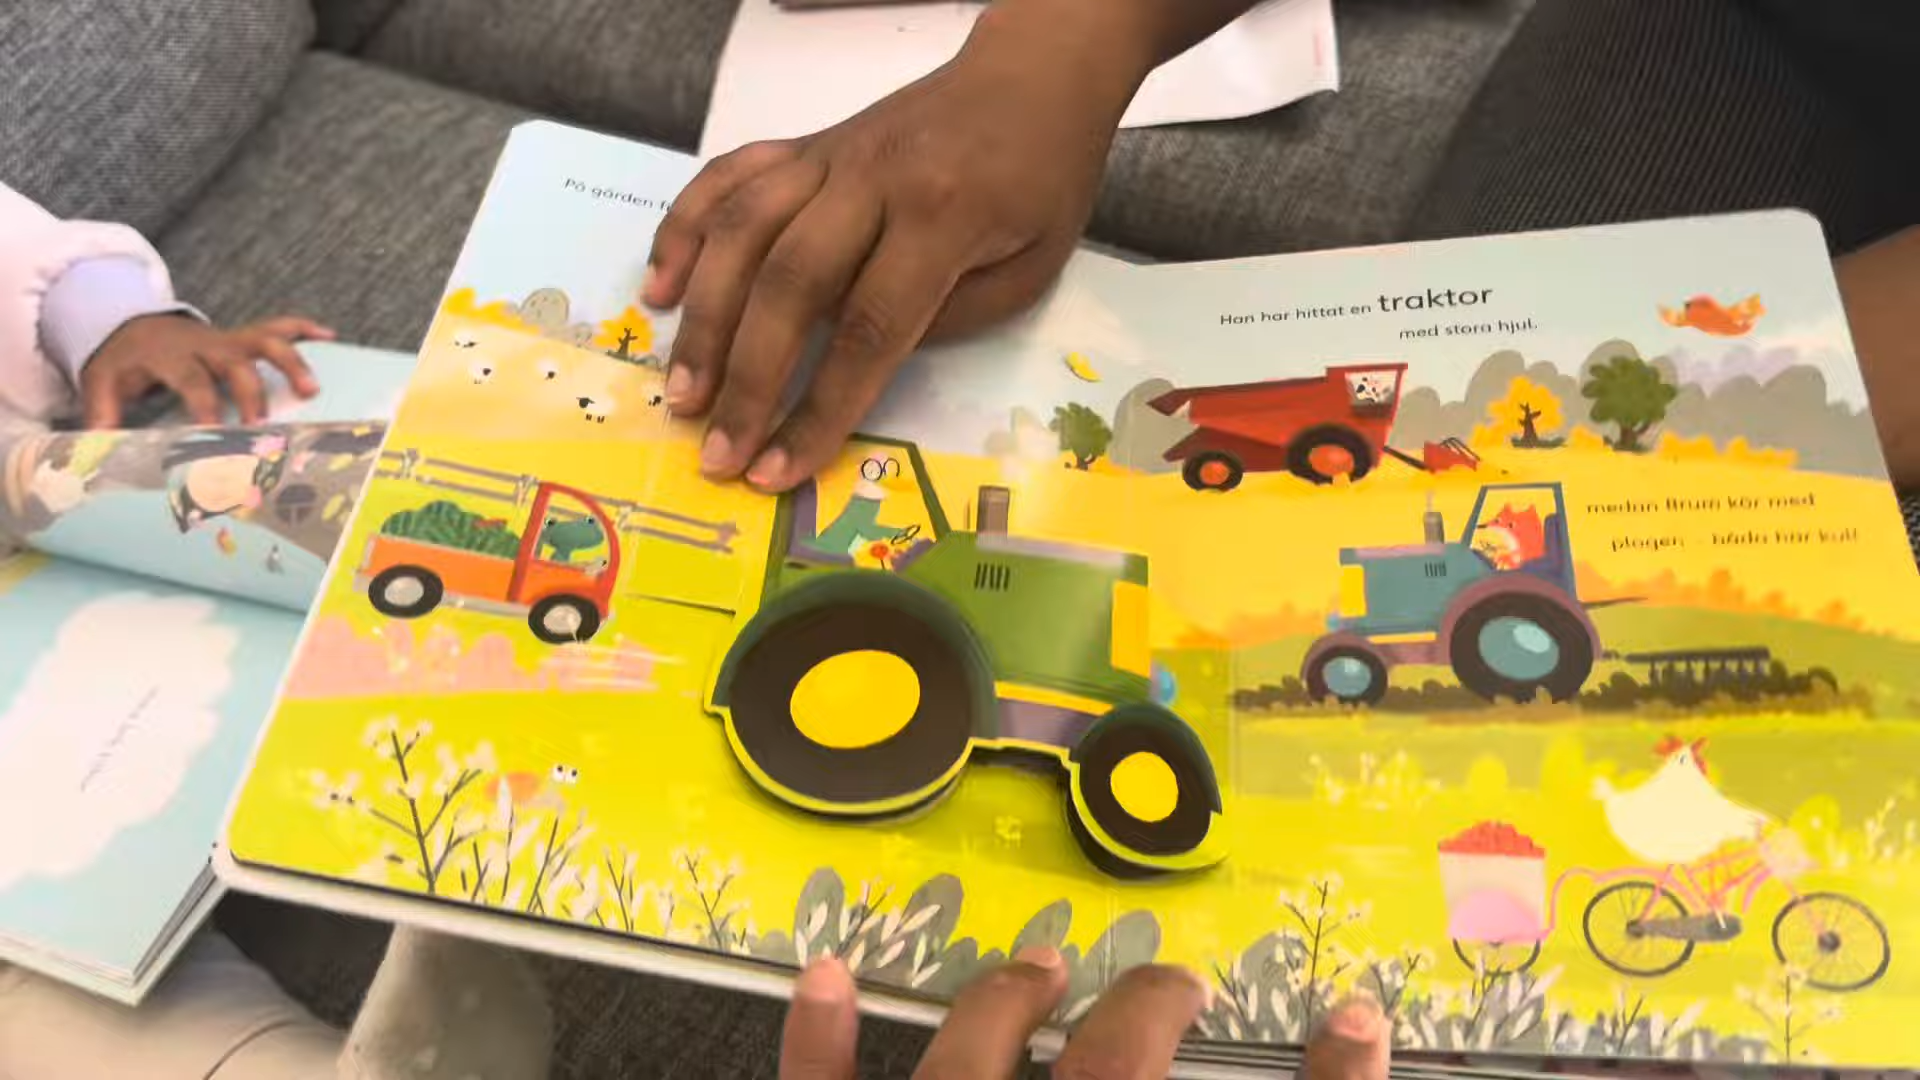 På gården
Han har hittat en traktor
med stora hjul,
medan Brum kör med
plogen - båda har kul!